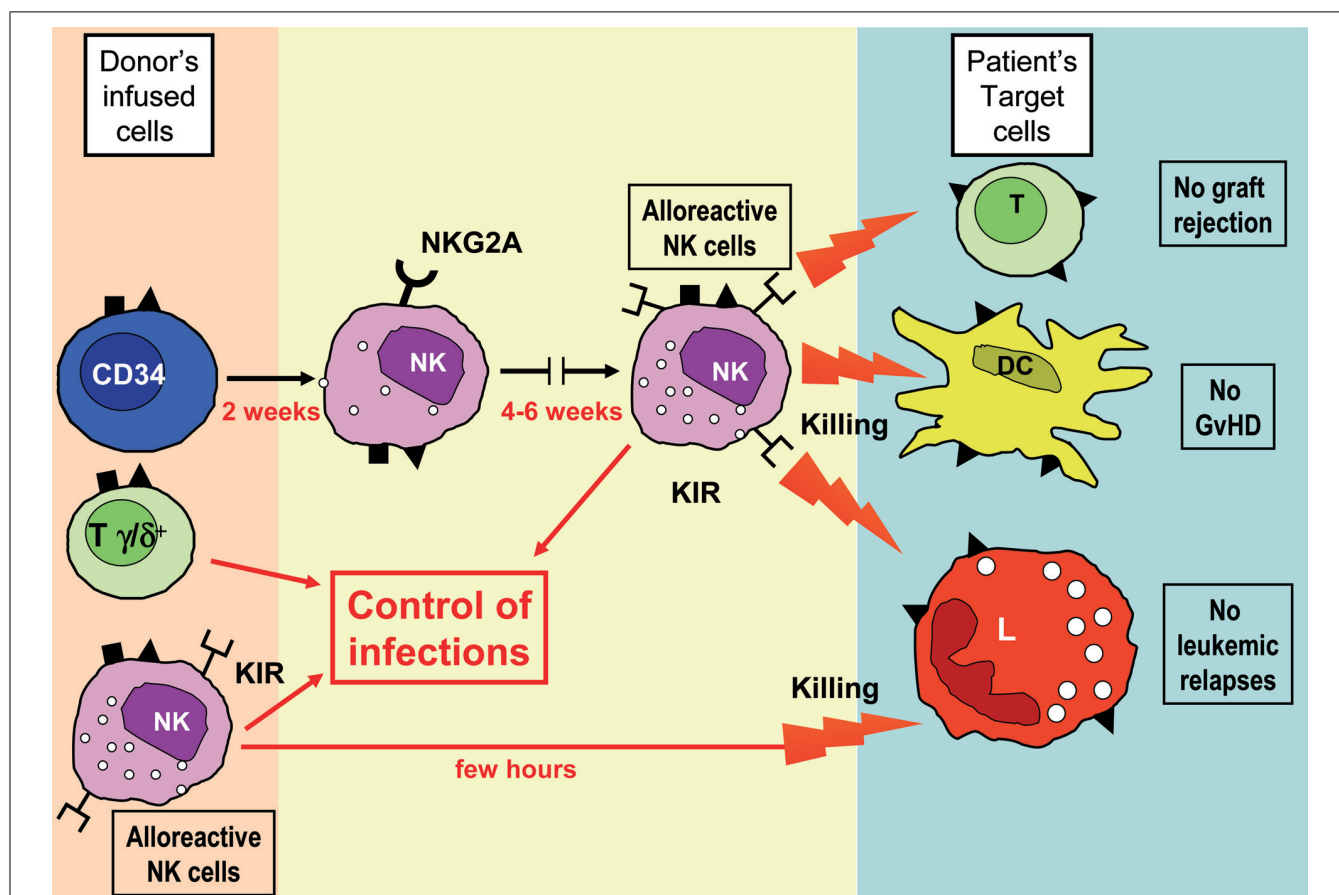 Donor's
infused
cells
Patient's
Target
cells
T
No graft
rejection
Alloreactive
NK cells
NKG2A
CD34
2 weeks
NK
4-6 weeks
NK
Killing
KIR
DC
No
GvHD
T γ/δ+
Control of
infections
L
No
leukemic
relapses
KIR
NK
Killing
few hours
Alloreactive
NK cells